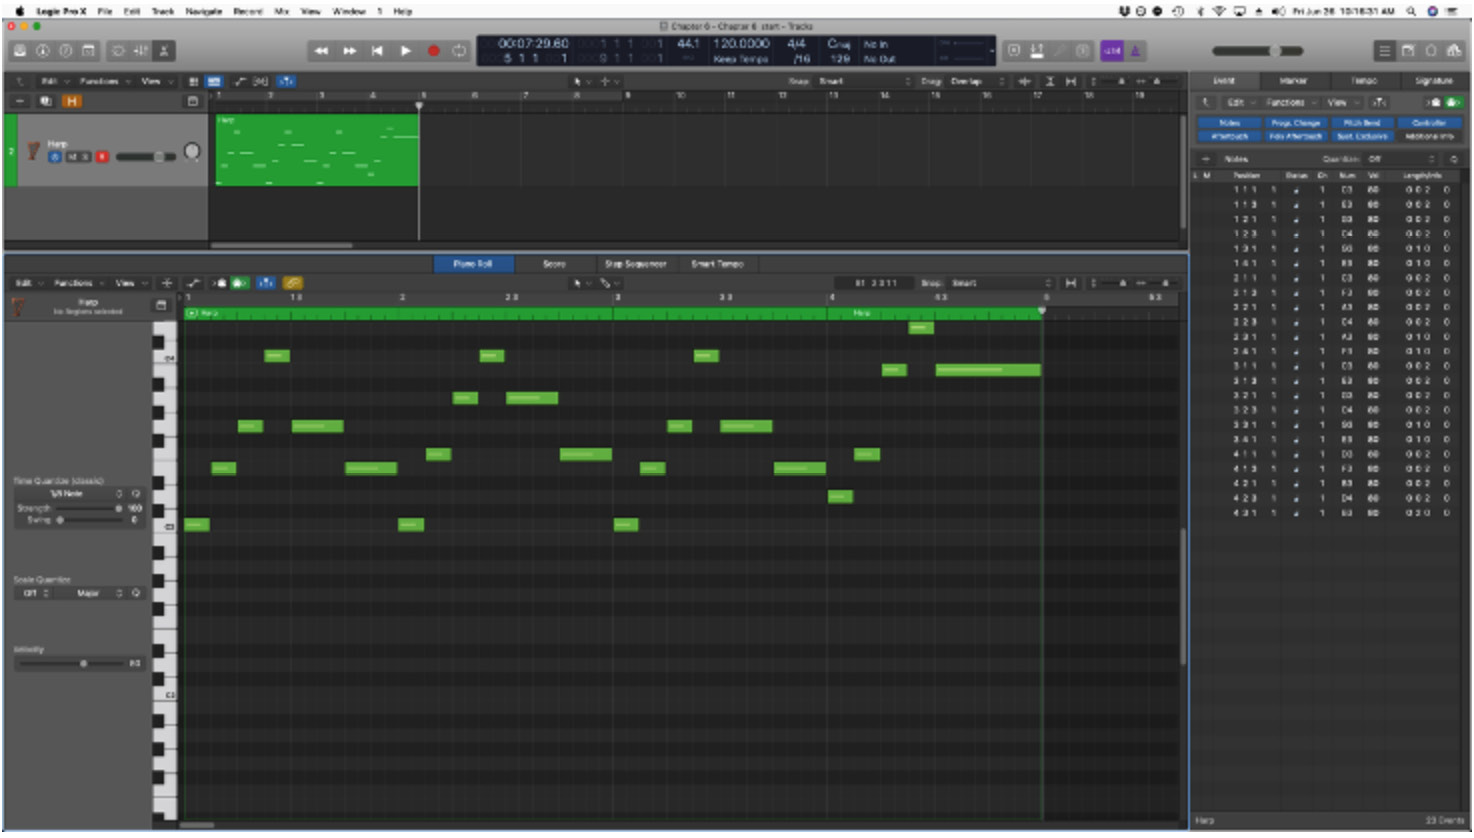 Logic Pro X File Edit Track Navigate Record Mix View Window 1 Help
Fri Jun 26 10:16:31 AM
Chapter 6 - Chapter 6 start - Tracks
00:07:29.60 44.1 120.0000 4/4 Cmaj No In
5 1 1 001 Keep Tempo /16 129 No Out
Edit Functions View Snap: Smart Drag: Overlap
Event Marker Tempo Signature
Edit Functions View
1 2 3 4 5 6 7 8 9 10 11 12 13 14 15 16 17 18 19
Notes Progr. Change Pitch Bend Controller
Aftertouch Poly Aftertouch Syst. Exclusive Additional Info
Harp
Harp
M S R
Notes Quantize: Off
L M Position Status Ch Num Val Length/Info
1 1 1 1 1 C3 80 0 0 2 0
1 1 3 1 1 E3 80 0 0 2 0
1 2 1 1 1 G3 80 0 0 2 0
1 2 3 1 1 C4 80 0 0 2 0
1 3 1 1 1 G3 80 0 1 0 0
1 4 1 1 1 E3 80 0 1 0 0
2 1 1 1 1 C3 80 0 0 2 0
2 1 3 1 1 F3 80 0 0 2 0
2 2 1 1 1 A3 80 0 0 2 0
2 2 3 1 1 C4 80 0 0 2 0
2 3 1 1 1 A3 80 0 1 0 0
2 4 1 1 1 F3 80 0 1 0 0
3 1 1 1 1 C3 80 0 0 2 0
3 1 3 1 1 E3 80 0 0 2 0
3 2 1 1 1 G3 80 0 0 2 0
3 2 3 1 1 C4 80 0 0 2 0
3 3 1 1 1 G3 80 0 1 0 0
3 4 1 1 1 E3 80 0 1 0 0
4 1 1 1 1 D3 80 0 0 2 0
4 1 3 1 1 F3 80 0 0 2 0
4 2 1 1 1 B3 80 0 0 2 0
4 2 3 1 1 D4 80 0 0 2 0
4 3 1 1 1 B3 80 0 2 0 0
Piano Roll Score Step Sequencer Smart Tempo
Edit Functions View Snap: Smart
Harp
No Regions selected
1 1 3 2 2 3 3 3 3 4 4 3 5 5 3
Harp Harp
C4
Time Quantize (classic)
1/8 Note
Strength 100
Swing 0
C3
Scale Quantize
Off Major
Velocity
80
C2
Harp 23 Events